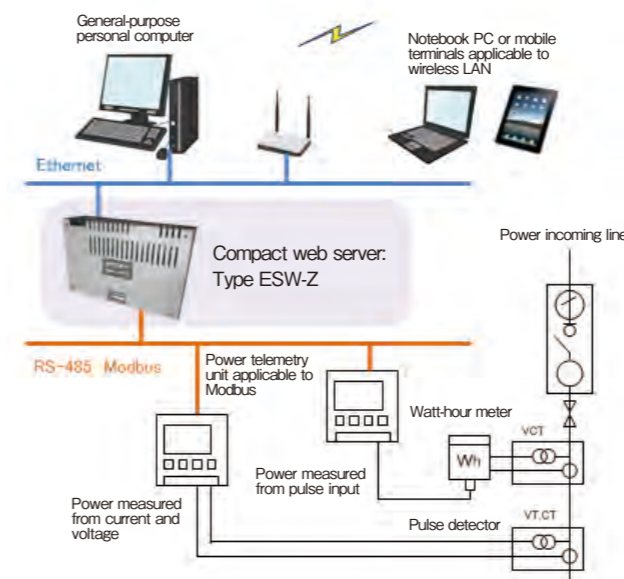 General-purpose
personal computer
Notebook PC or mobile
terminals applicable to
wireless LAN
Ethernet
Compact web server:
Type ESW-Z
Power incoming line
RS-485 Modbus
Power telemetry
unit applicable to
Modbus
Watt-hour meter
VCT
Wh
Power measured
from pulse input
Power measured
from current and
voltage
Pulse detector
VT.CT